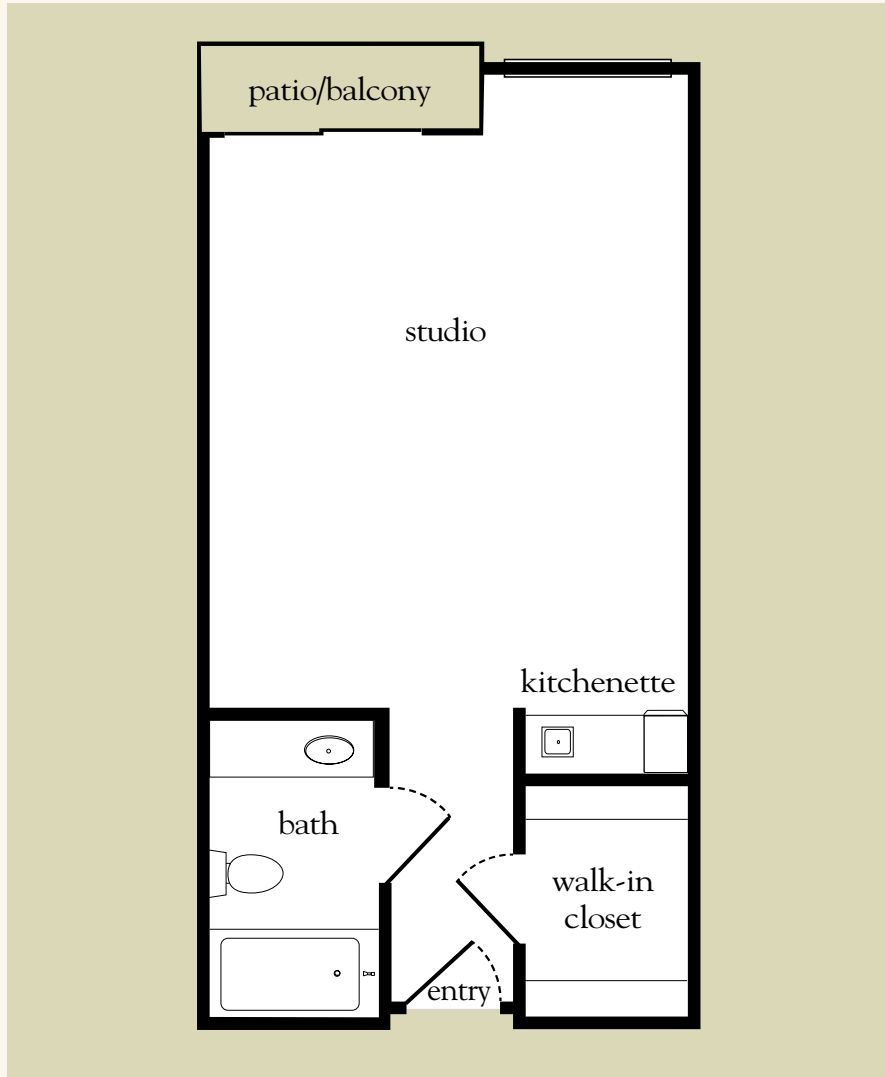 patio/balcony
studio
kitchenette
bath
walk-in
closet
entry